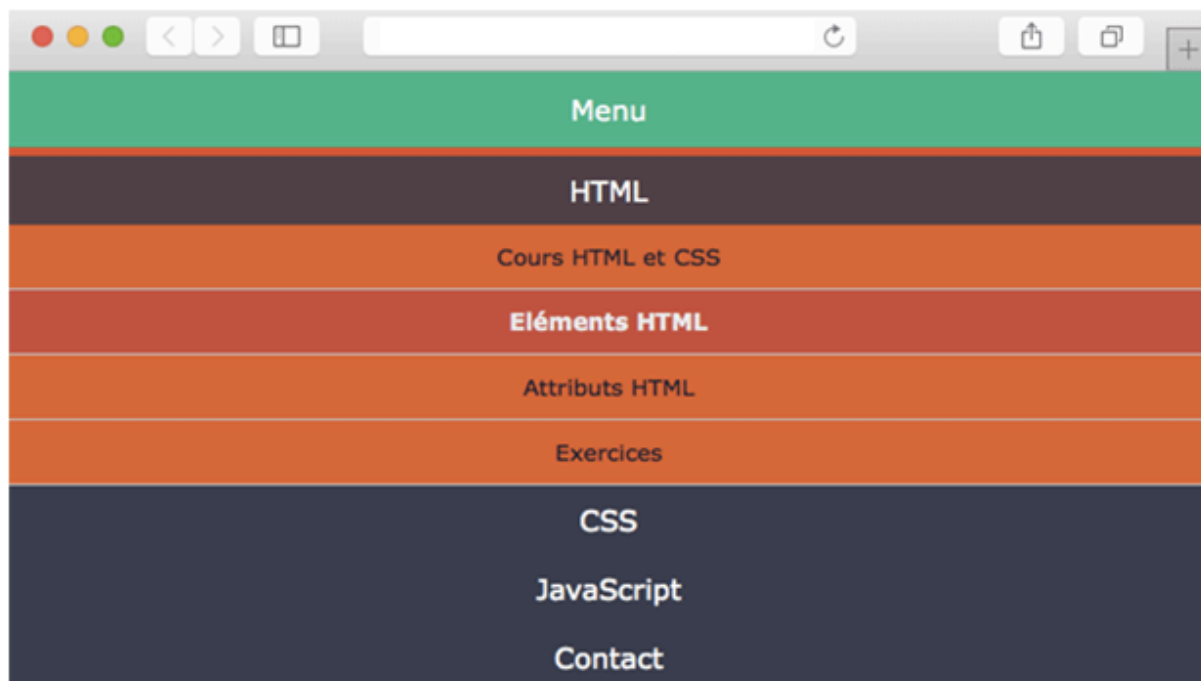 Menu
HTML
Cours HTML et CSS
Eléments HTML
Attributs HTML
Exercices
CSS
JavaScript
Contact